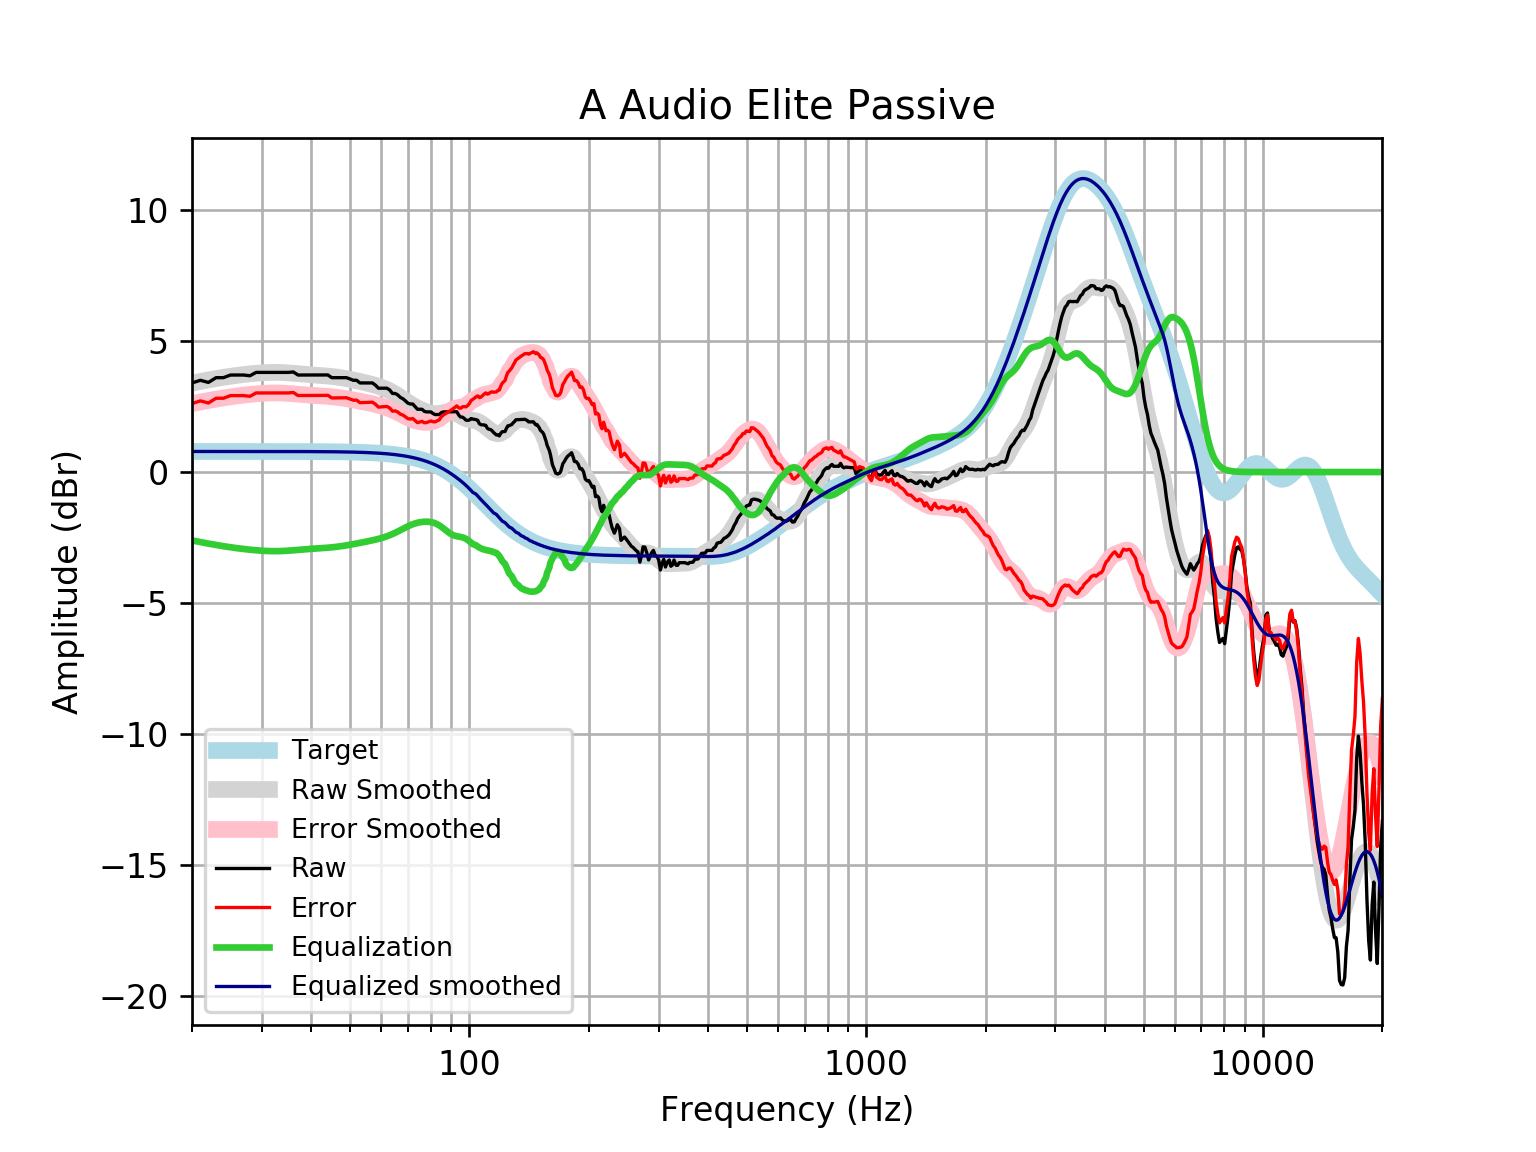 A Audio Elite Passive
Amplitude (dBr)
10
5
0
−5
−10
−15
−20
Target
Raw Smoothed
Error Smoothed
Raw
Error
Equalization
Equalized smoothed
100
1000
10000
Frequency (Hz)